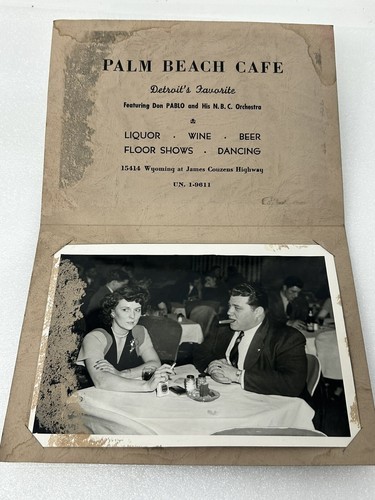 PALM BEACH CAFE
Detroit's Favorite
Featuring Don PABLO and His N.B.C. Orchestra
LIQUOR · WINE · BEER
FLOOR SHOWS · DANCING
15414 Wyoming at James Couzens Highway
UN. 1-9611